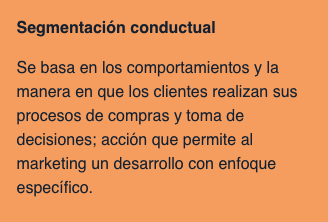 Segmentación conductual
Se basa en los comportamientos y la
manera en que los clientes realizan sus
procesos de compras y toma de
decisiones; acción que permite al
marketing un desarrollo con enfoque
específico.